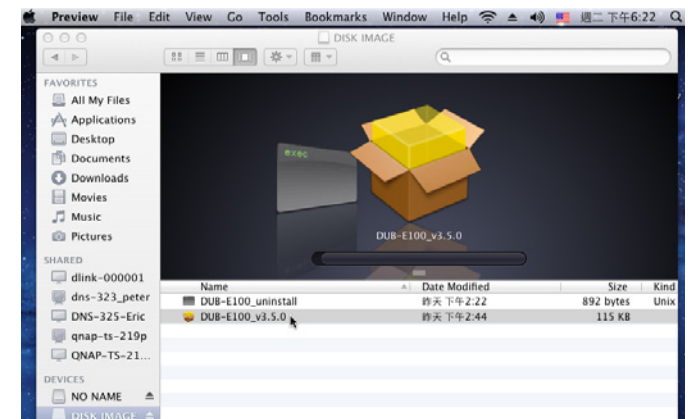 Preview File Edit View Go Tools Bookmarks Window Help 週二 下午6:22
DISK IMAGE
FAVORITES
All My Files
Applications
Desktop
Documents
Downloads
Movies
Music
Pictures
SHARED
dlink-000001
dns-323_peter
DNS-325-Eric
qnap-ts-219p
QNAP-TS-21...
DEVICES
NO NAME
DISK IMAGE
exec
DUB-E100_v3.5.0
Name Date Modified Size Kind
DUB-E100_uninstall 昨天 下午2:22 892 bytes Unix
DUB-E100_v3.5.0 昨天 下午2:44 115 KB